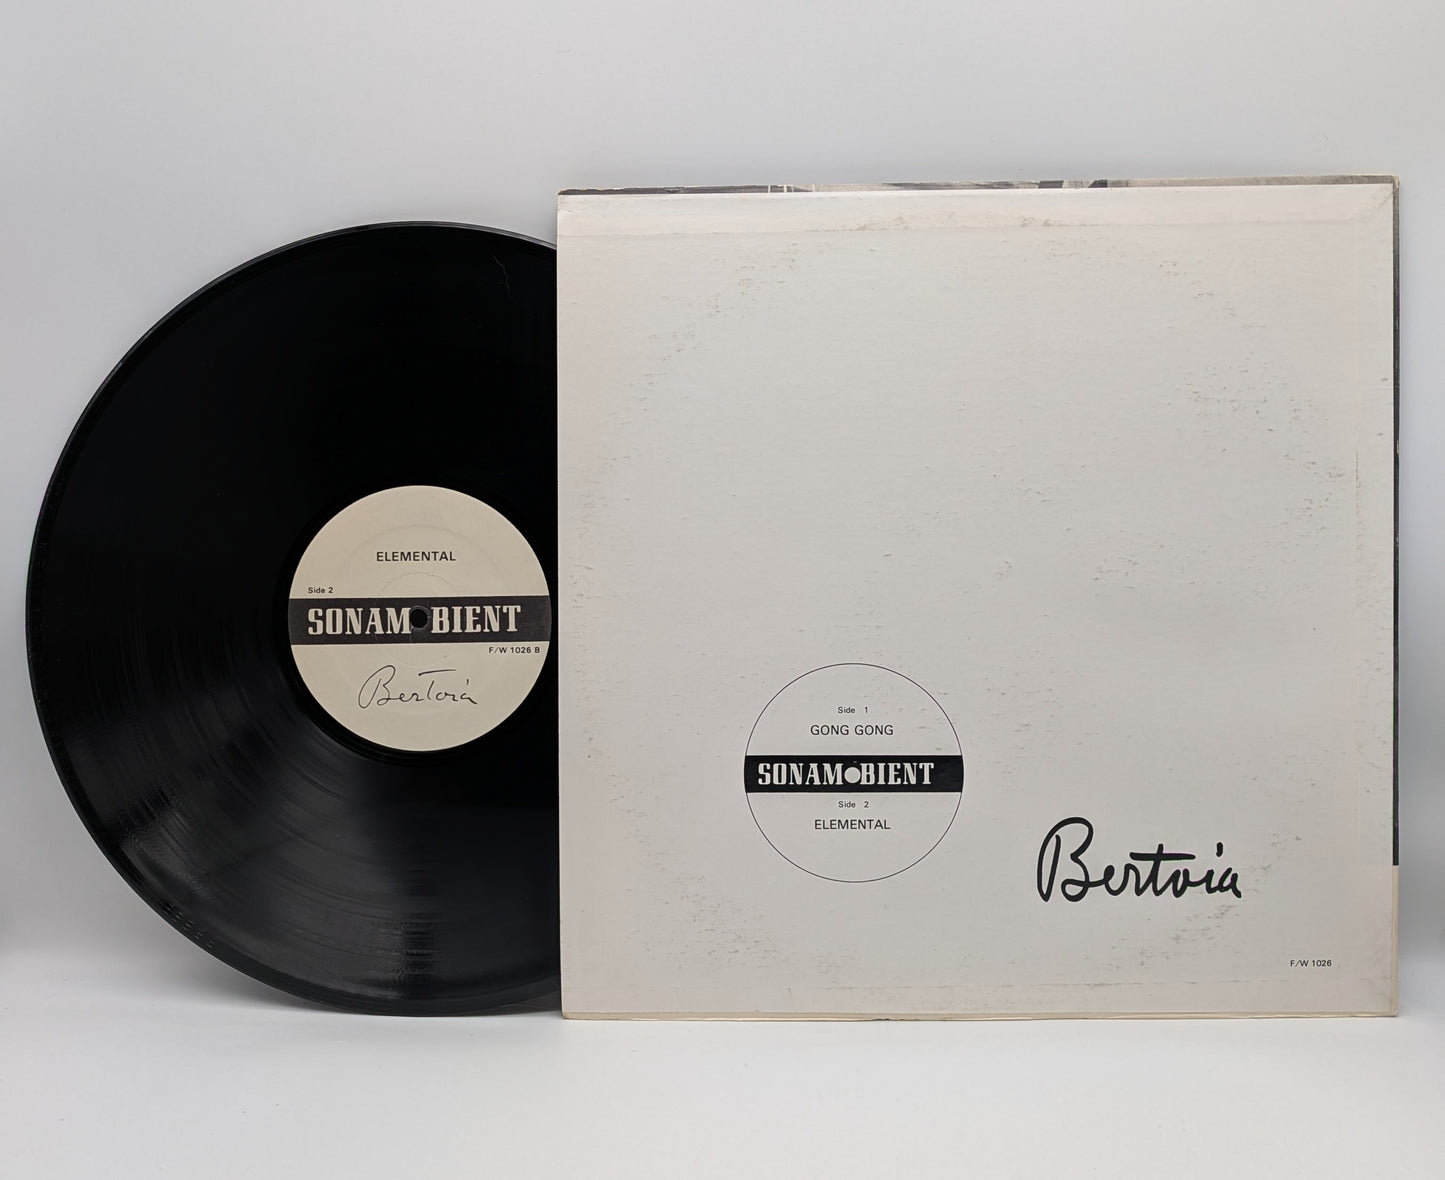 ELEMENTAL
Side 2
SONAMBIENT
F/W 1026 B
Bertoia
Side 1
GONG GONG
SONAMBIENT
Side 2
ELEMENTAL
Bertoia
F/W 1026